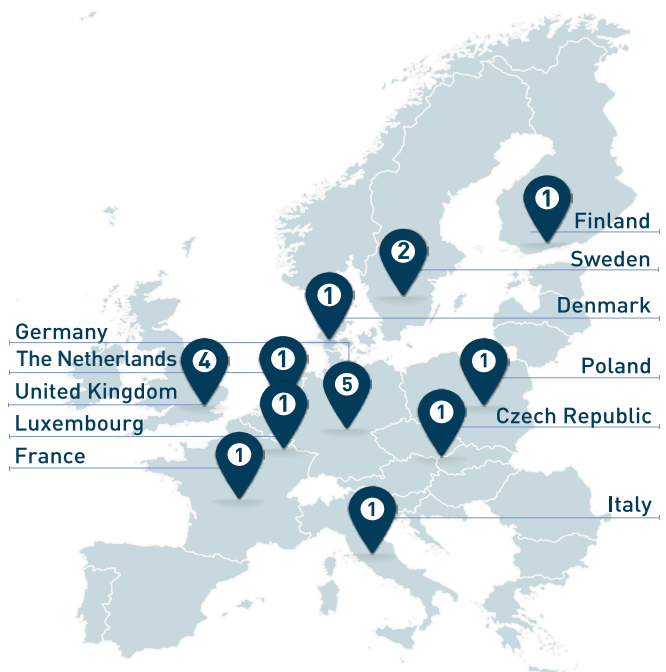 1
Finland
2
Sweden
1
Denmark
Germany
The Netherlands
4
1
1
Poland
5
United Kingdom
1
1
Czech Republic
Luxembourg
1
France
1
Italy